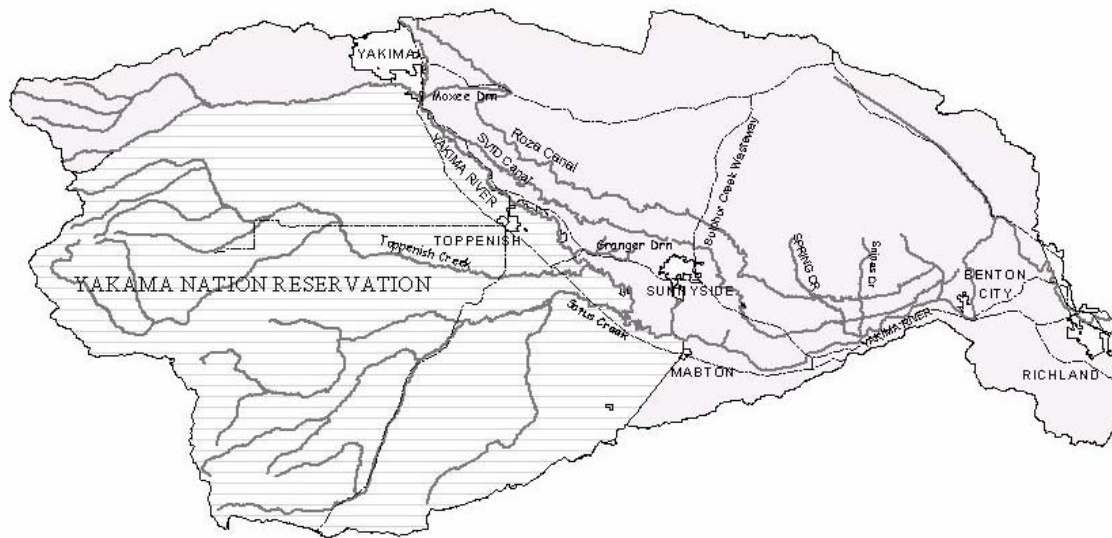 YAKIMA
Moxee Drn
Roza Canal
SVID Canal
YAKIMA RIVER
Sulphur Creek Wasteway
TOPPENISH
Toppenish Creek
Granger Drn
SPRING CR
Snipes Cr
YAKAMA NATION RESERVATION
SUNNYSIDE
BENTON
CITY
Satus Creek
YAKIMA RIVER
MABTON
RICHLAND